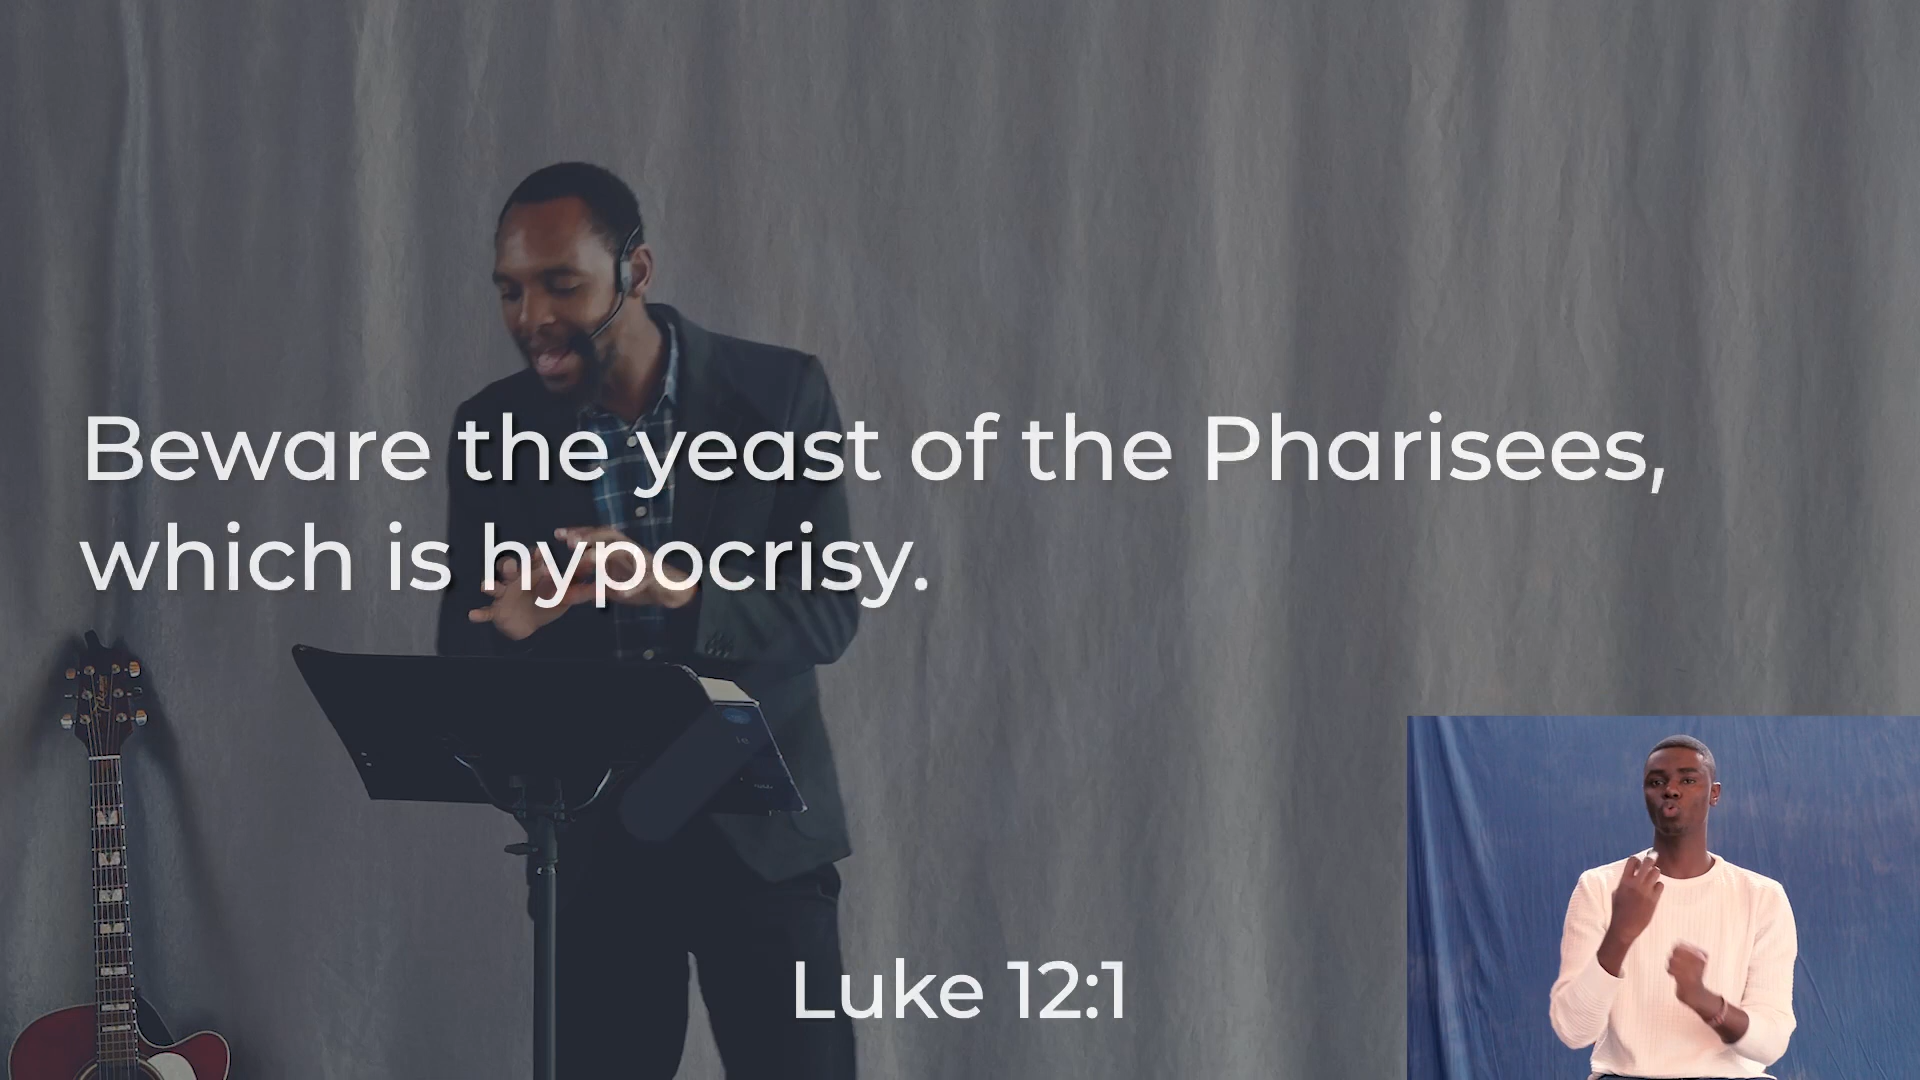 Beware the yeast of the Pharisees,
which is hypocrisy.
Luke 12:1